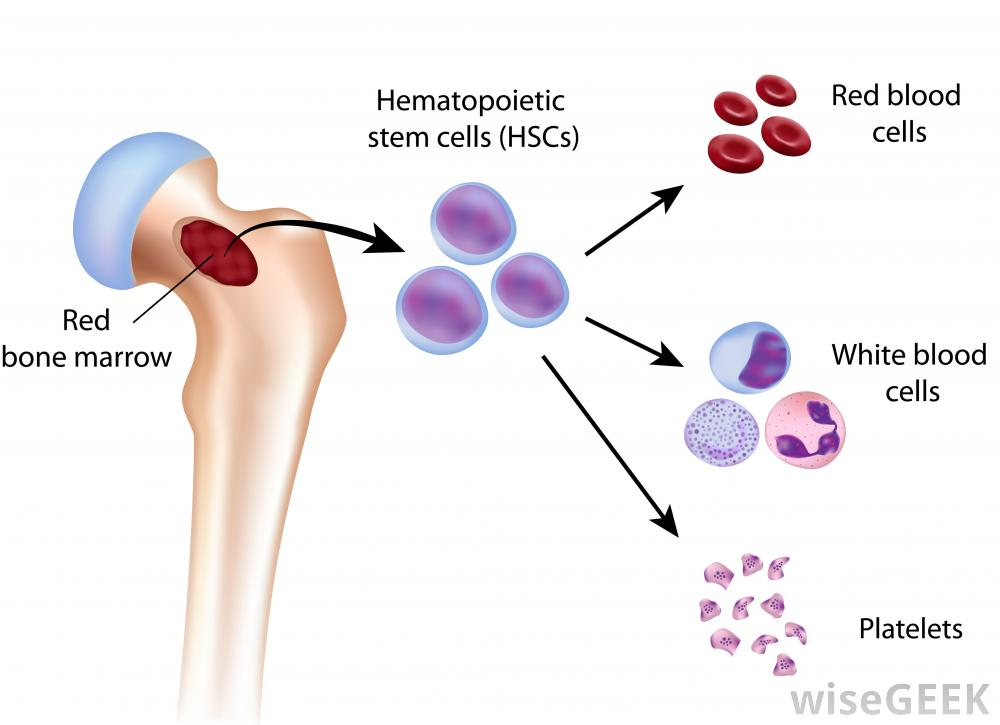 Hematopoietic
stem cells (HSCs)
Red blood
cells
Red
bone marrow
White blood
cells
Platelets
wiseGEEK